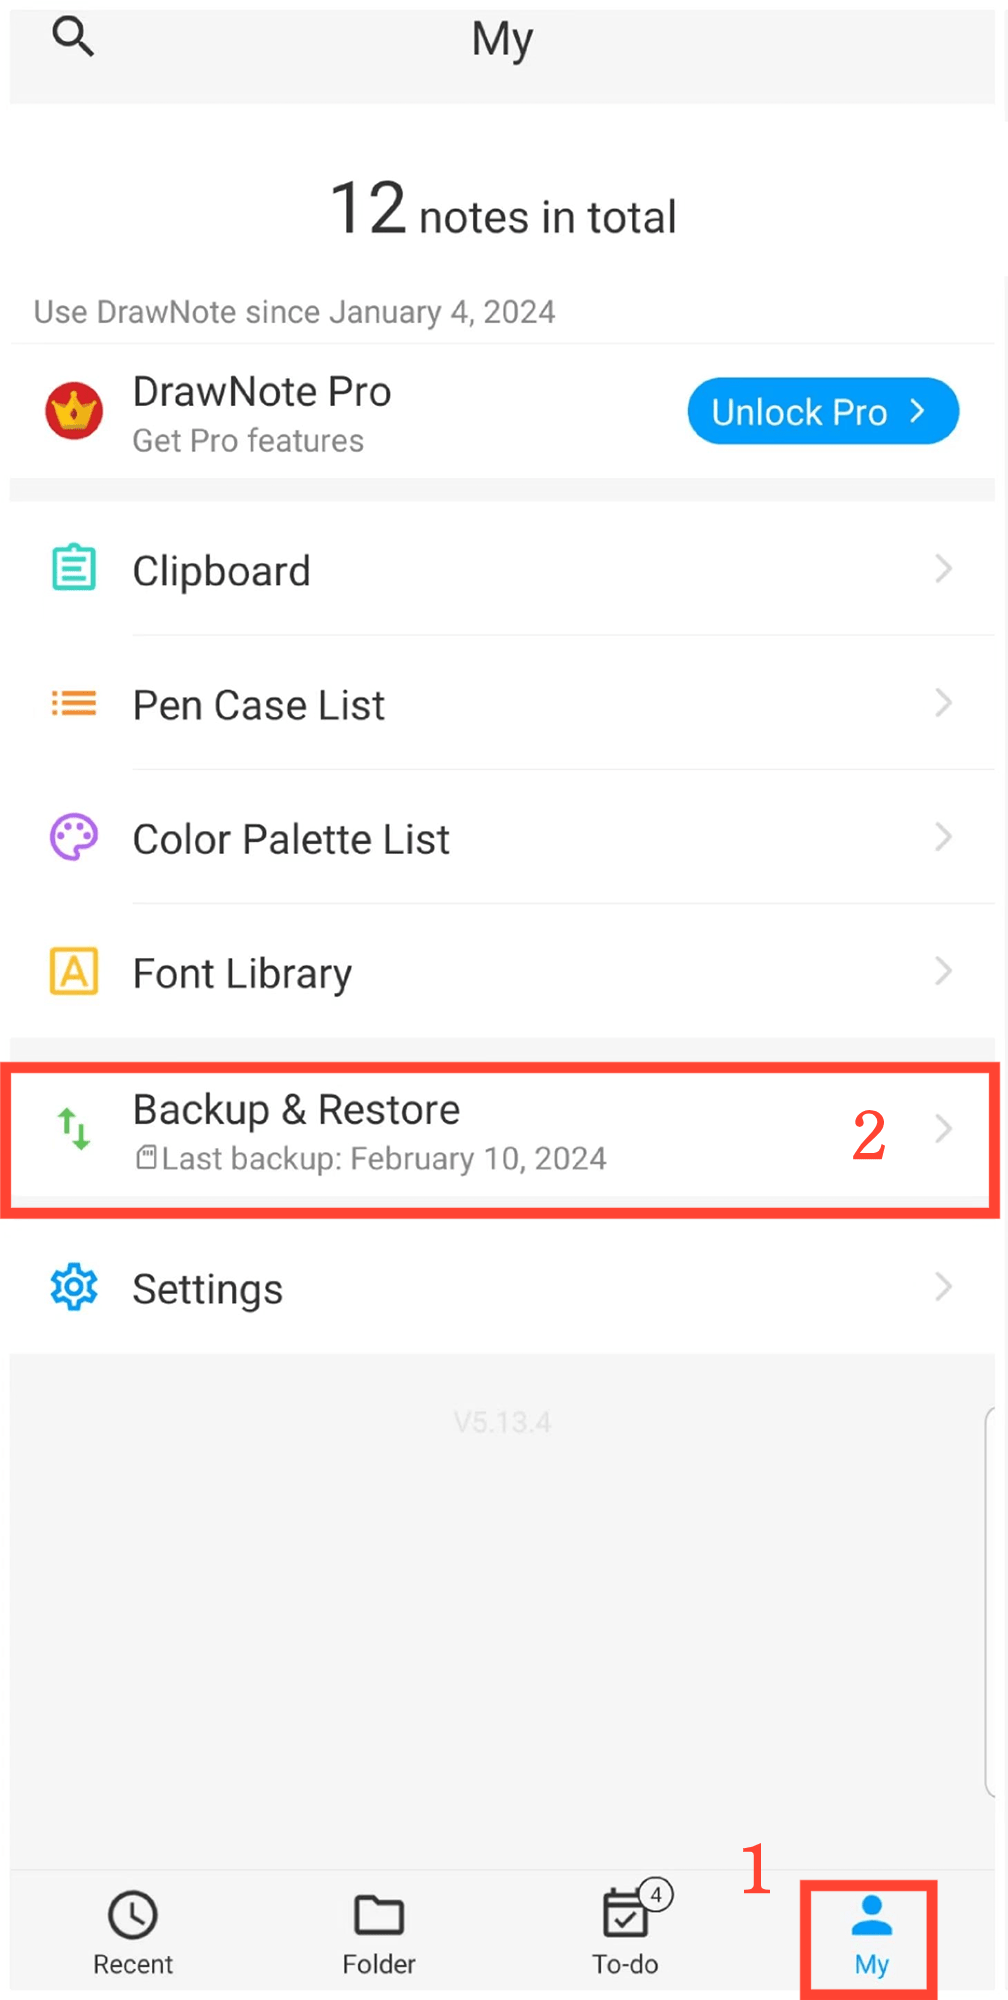 My
12 notes in total
Use DrawNote since January 4, 2024
DrawNote Pro
Get Pro features
Unlock Pro
Clipboard
Pen Case List
Color Palette List
A
Font Library
Backup & Restore
Last backup: February 10, 2024
2
Settings
V5.13.4
1
4
Recent
Folder
To-do
My